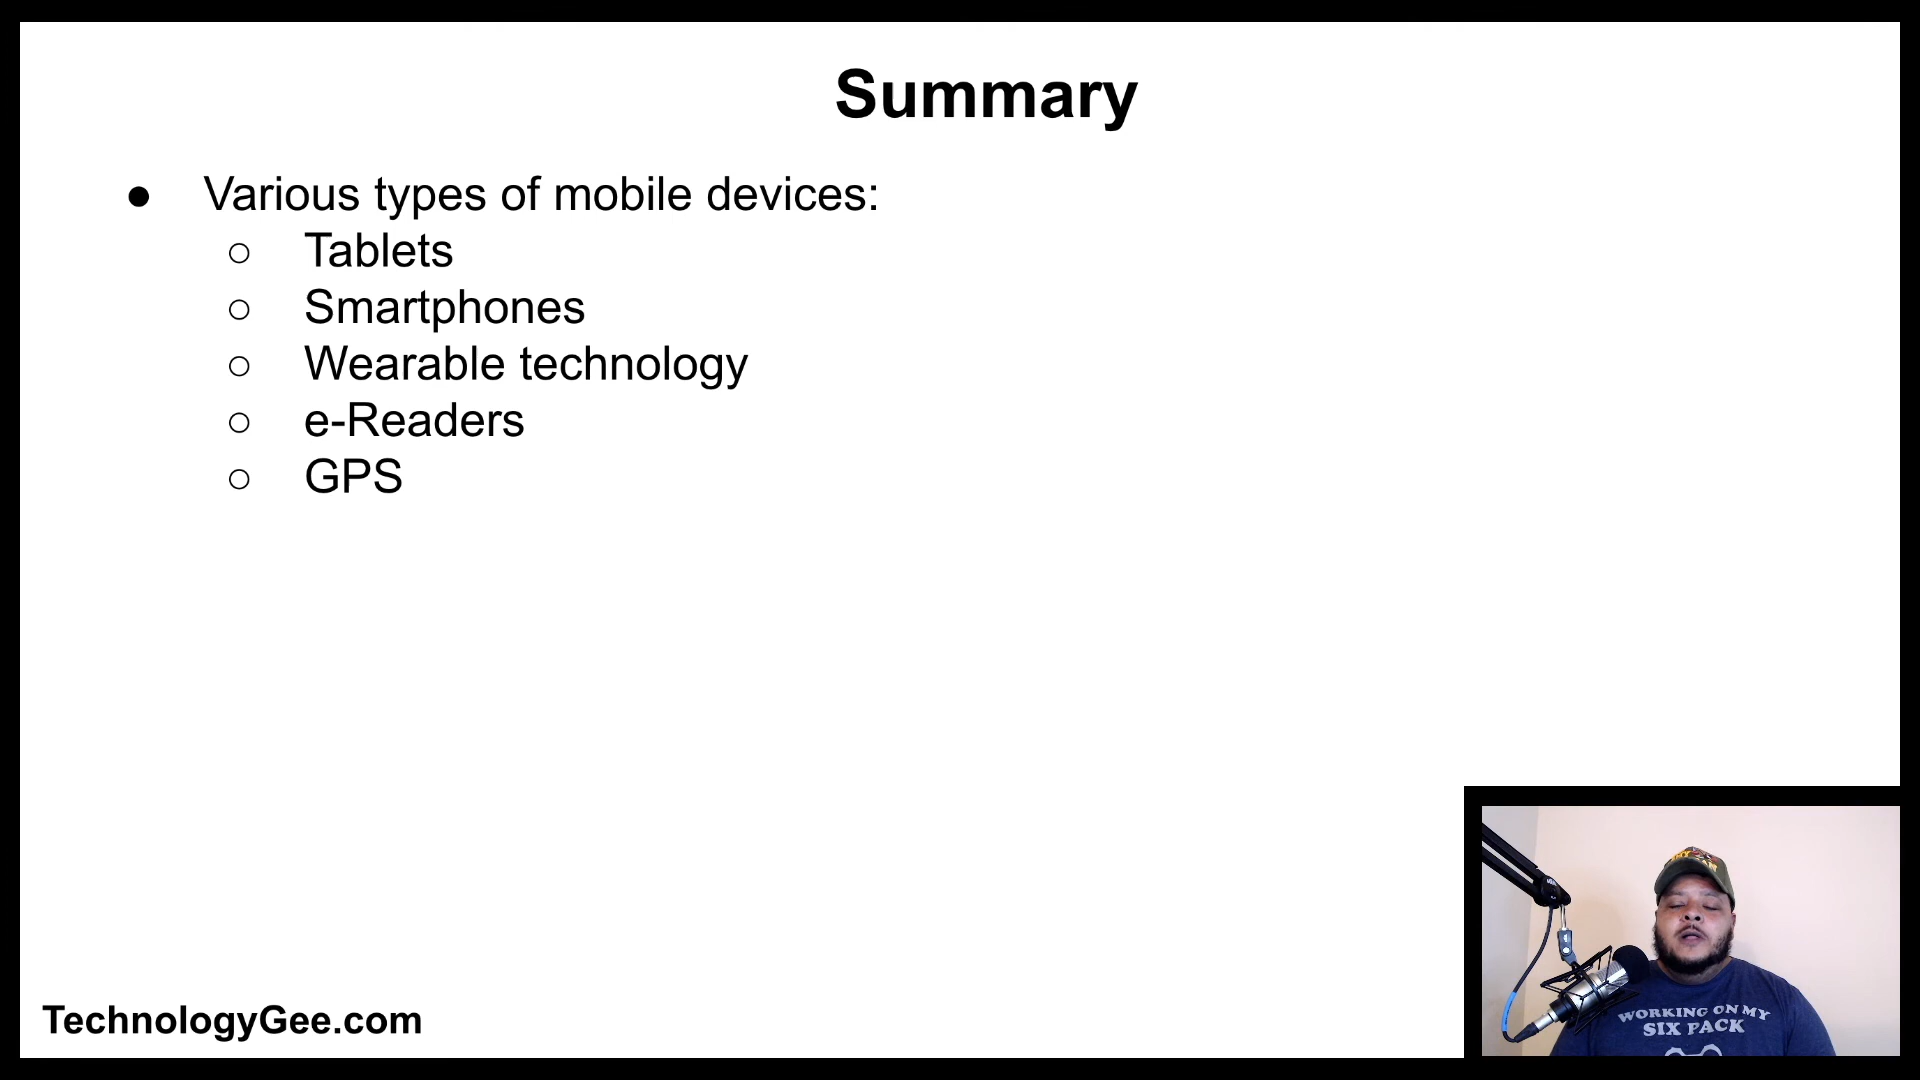 Summary
● Various types of mobile devices:
○ Tablets
○ Smartphones
○ Wearable technology
○ e-Readers
○ GPS
TechnologyGee.com
WORKING ON MY
SIX PACK